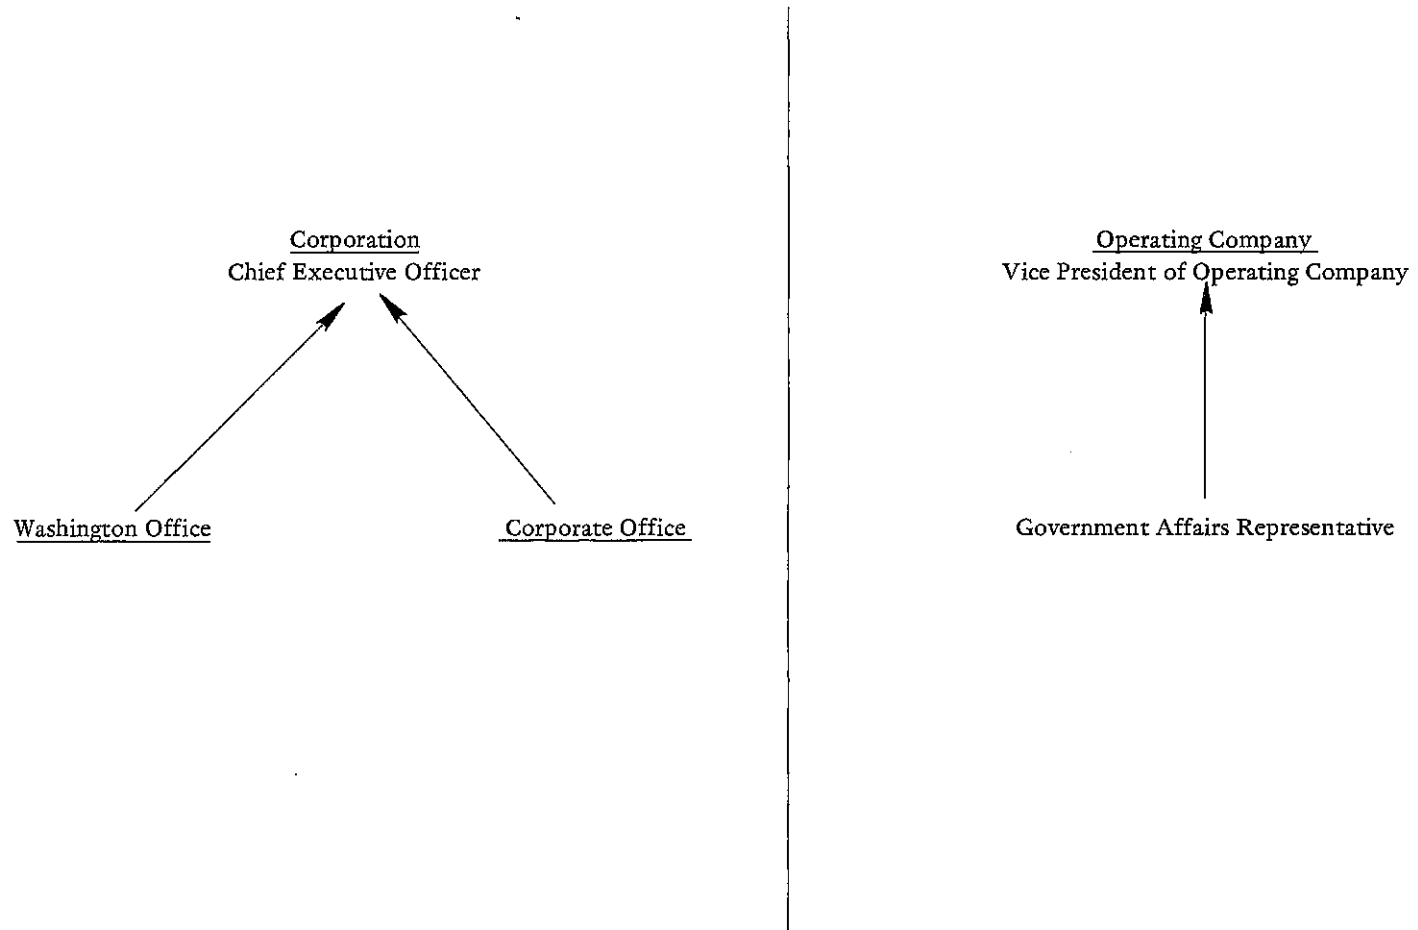 Corporation
Chief Executive Officer
Washington Office
Corporate Office
Operating Company
Vice President of Operating Company
Government Affairs Representative